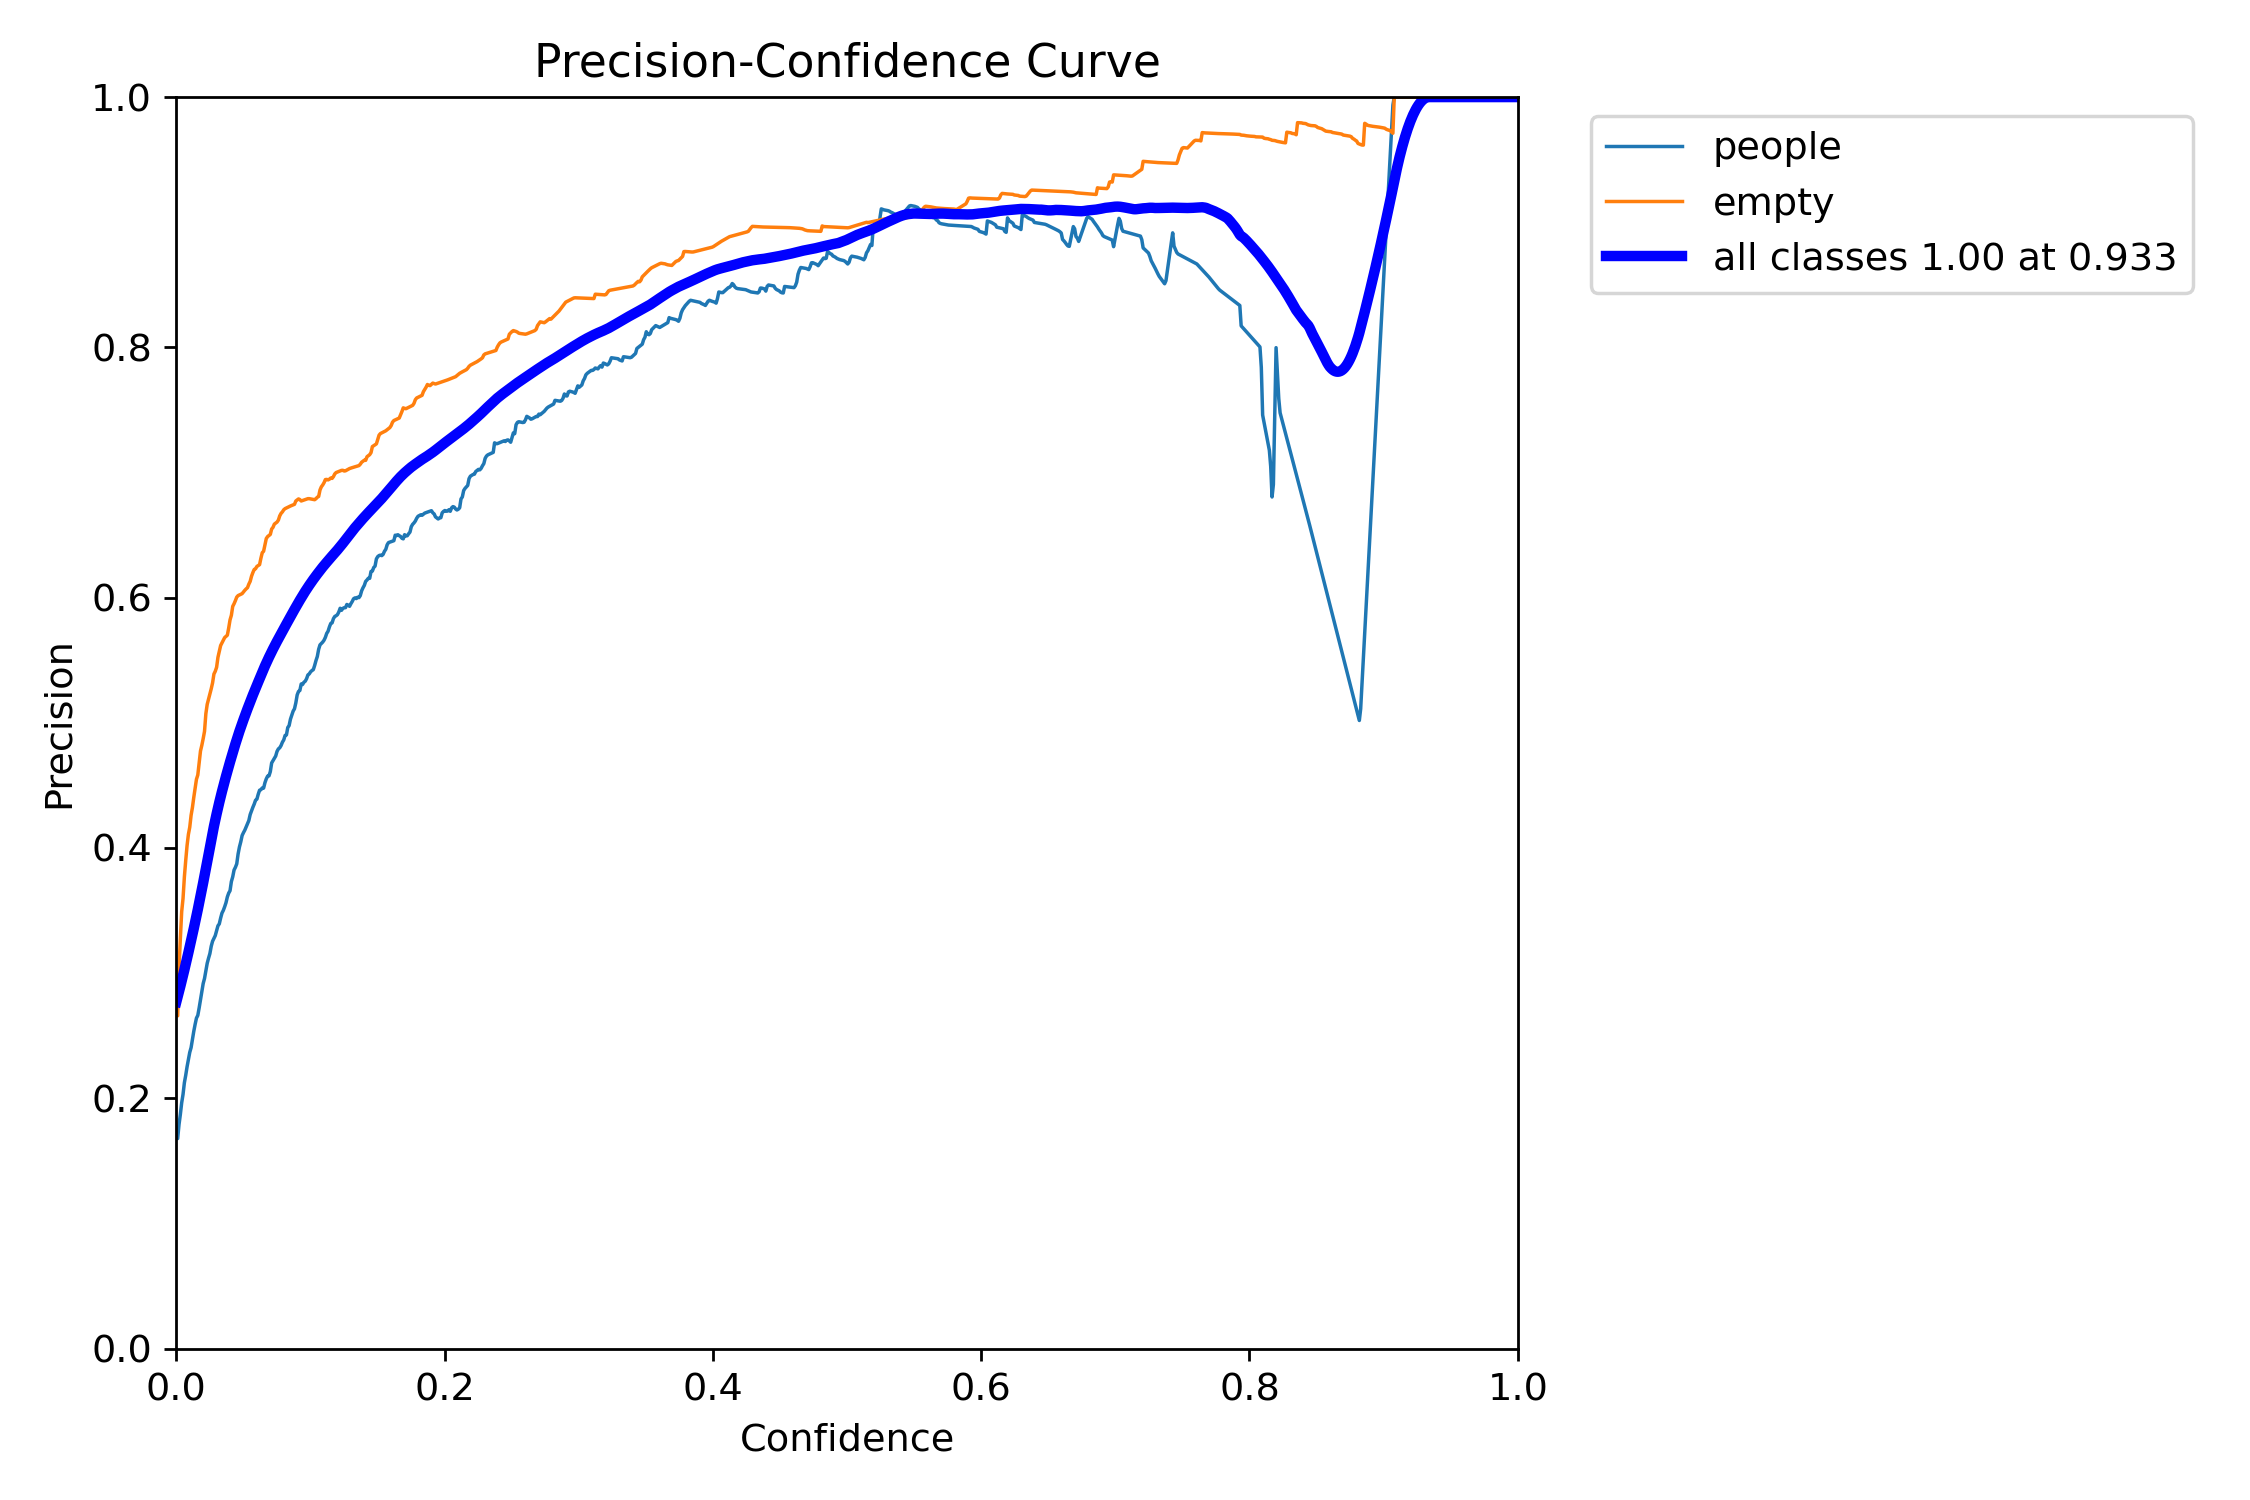 Precision-Confidence Curve
1.0
0.8
0.6
0.4
0.2
0.0
Precision
0.0 0.2 0.4 0.6 0.8 1.0
Confidence
people
empty
all classes 1.00 at 0.933